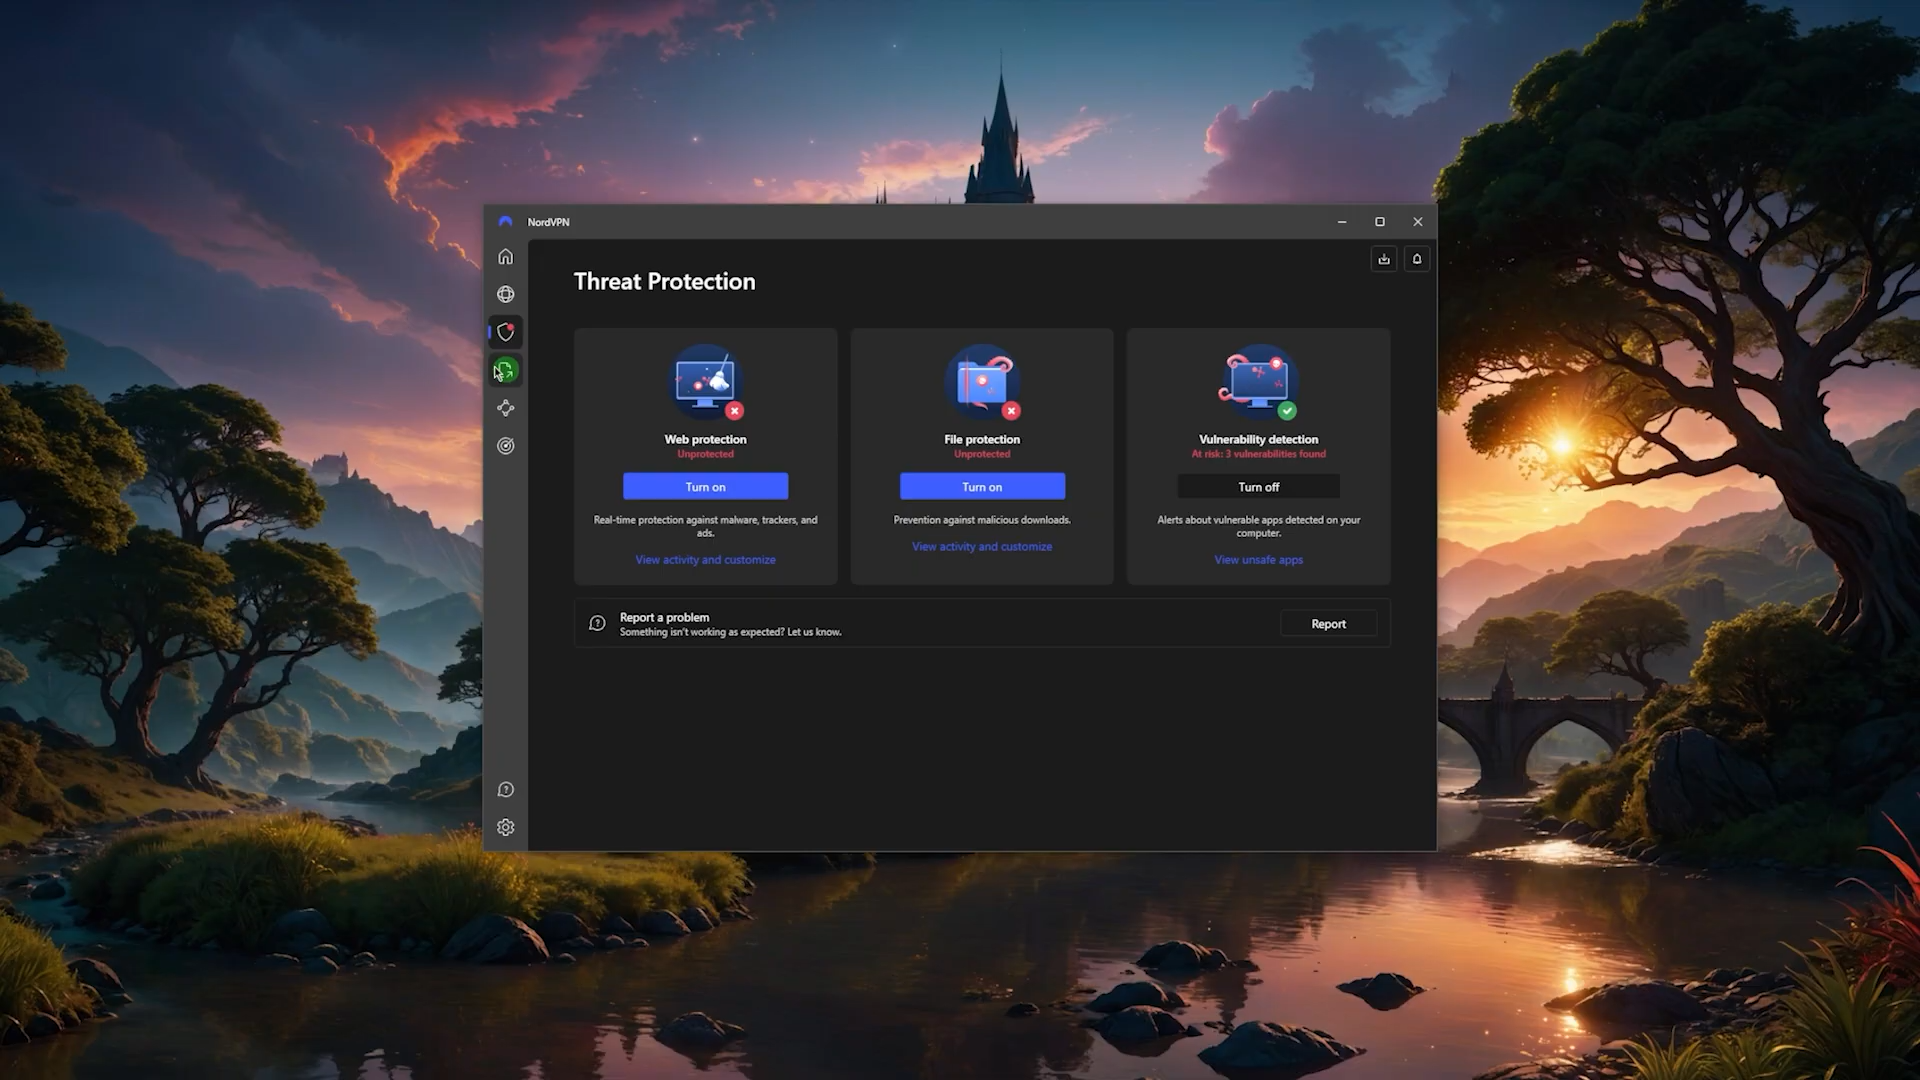 NordVPN
Threat Protection
Web protection
Unprotected
Turn on
Real-time protection against malware, trackers, and
ads.
View activity and customize
File protection
Unprotected
Turn on
Prevention against malicious downloads.
View activity and customize
Vulnerability detection
At risk: 3 vulnerabilities found
Turn off
Alerts about vulnerable apps detected on your
computer.
View unsafe apps
Report a problem
Something isn't working as expected? Let us know.
Report